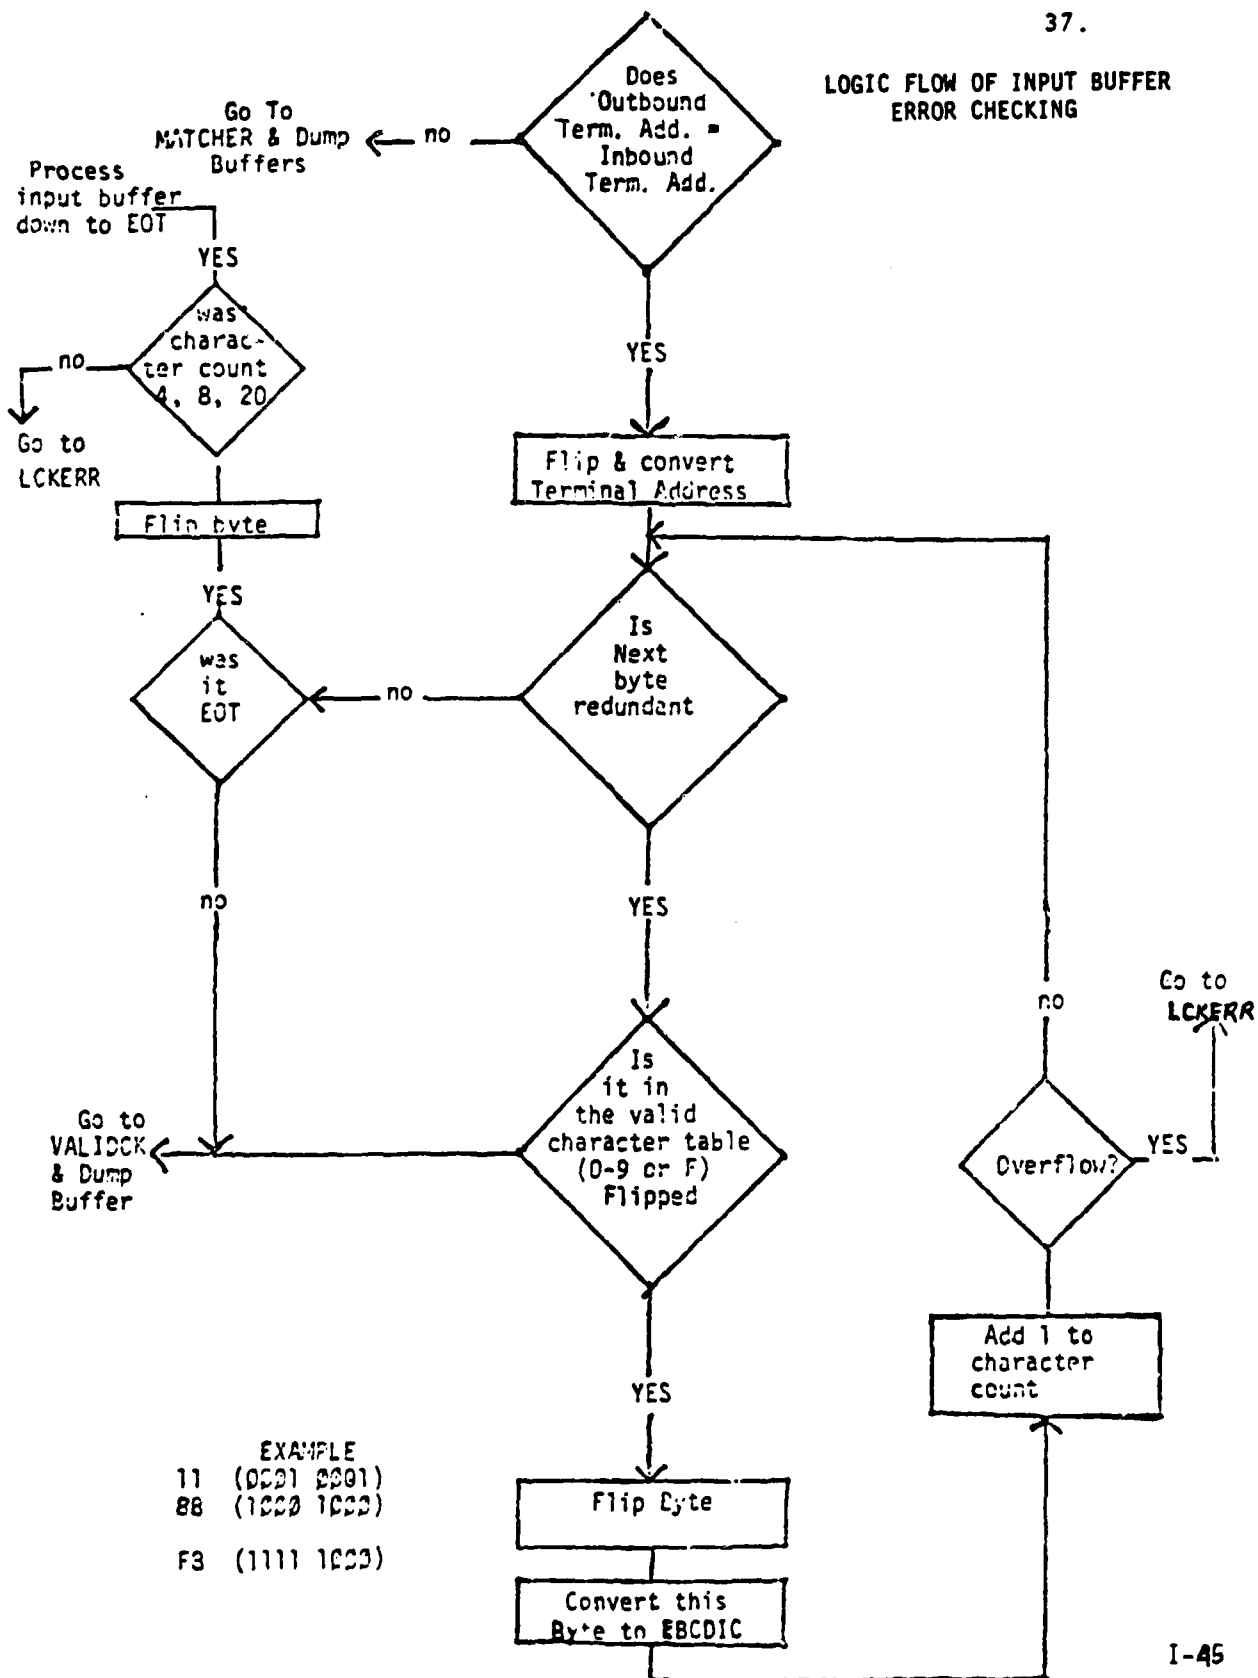 37.
LOGIC FLOW OF INPUT BUFFER
ERROR CHECKING
Does
Outbound
Term. Add. =
Inbound
Term. Add.
no
Go To
MATCHER & Dump
Buffers
Process
input buffer
down to EOT
YES
was
charac-
ter count
4, 8, 20
no
Go to
LCKERR
Flip byte
YES
was
it
EOT
no
YES
Flip & convert
Terminal Address
Is
Next
byte
redundant
no
YES
Is
it in
the valid
character table
(0-9 or F)
Flipped
Go to
VALIDCK
& Dump
Buffer
YES
Flip Byte
Convert this
Byte to EBCDIC
Add 1 to
character
count
Overflow?
YES
Go to
LCKERR
no
EXAMPLE
11 (0001 0001)
88 (1000 1000)
(1111 1000)
I-45